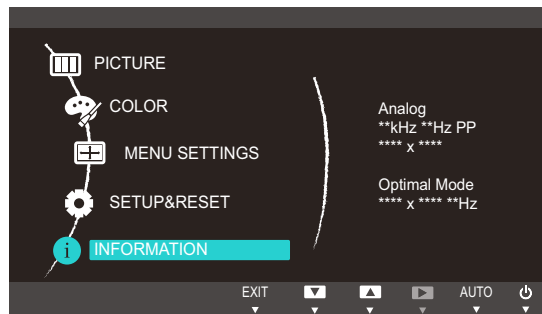 PICTURE
COLOR
MENU SETTINGS
SETUP&RESET
INFORMATION
Analog
**kHz **Hz PP
**** x ****
Optimal Mode
**** x **** **Hz
EXIT
AUTO